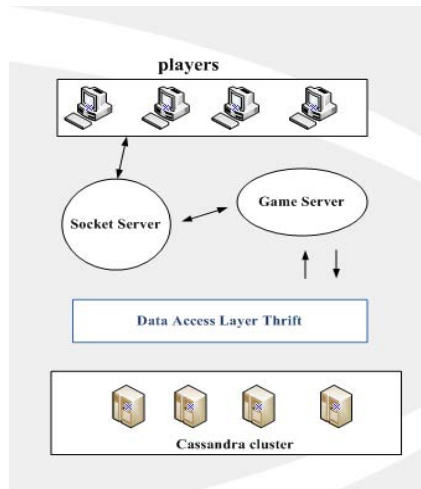 players
Socket Server
Game Server
Data Access Layer Thrift
Cassandra cluster